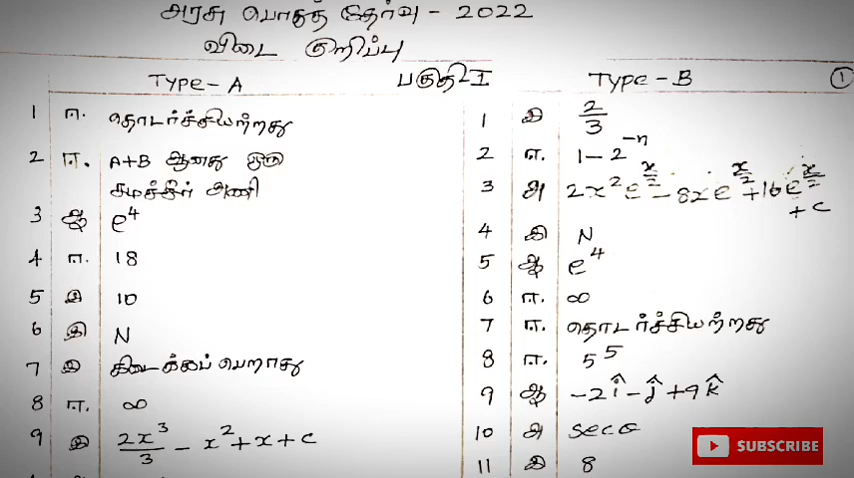 அரசு பொதுத் தேர்வு - 2022
விடை குறிப்பு
TYPE - A
பகுதி - I
TYPE - B
1
1 ஈ. தொடர்ச்சியற்றது
2 ஈ. A+B ஆனது ஒரு
சமச்சீர் அணி
3 ஆ e⁴
4 ஈ. 18
5 இ 10
6 இ N
7 இ கிடைக்கப் பெறாது
8 ஈ. ∞
9 இ 2x³/3 - x² + x + c
1 இ 2/3
2 ஈ. 1 - 2⁻ⁿ
3 அ 2x² e^(x/2) - 8x e^(x/2) + 16 e^(x/2)
+ c
4 இ N
5 ஆ e⁴
6 ஈ. ∞
7 ஈ. தொடர்ச்சியற்றது
8 ஈ. 5⁵
9 ஆ -2î - ĵ + 9k̂
10 அ secθ
11 இ 8
SUBSCRIBE